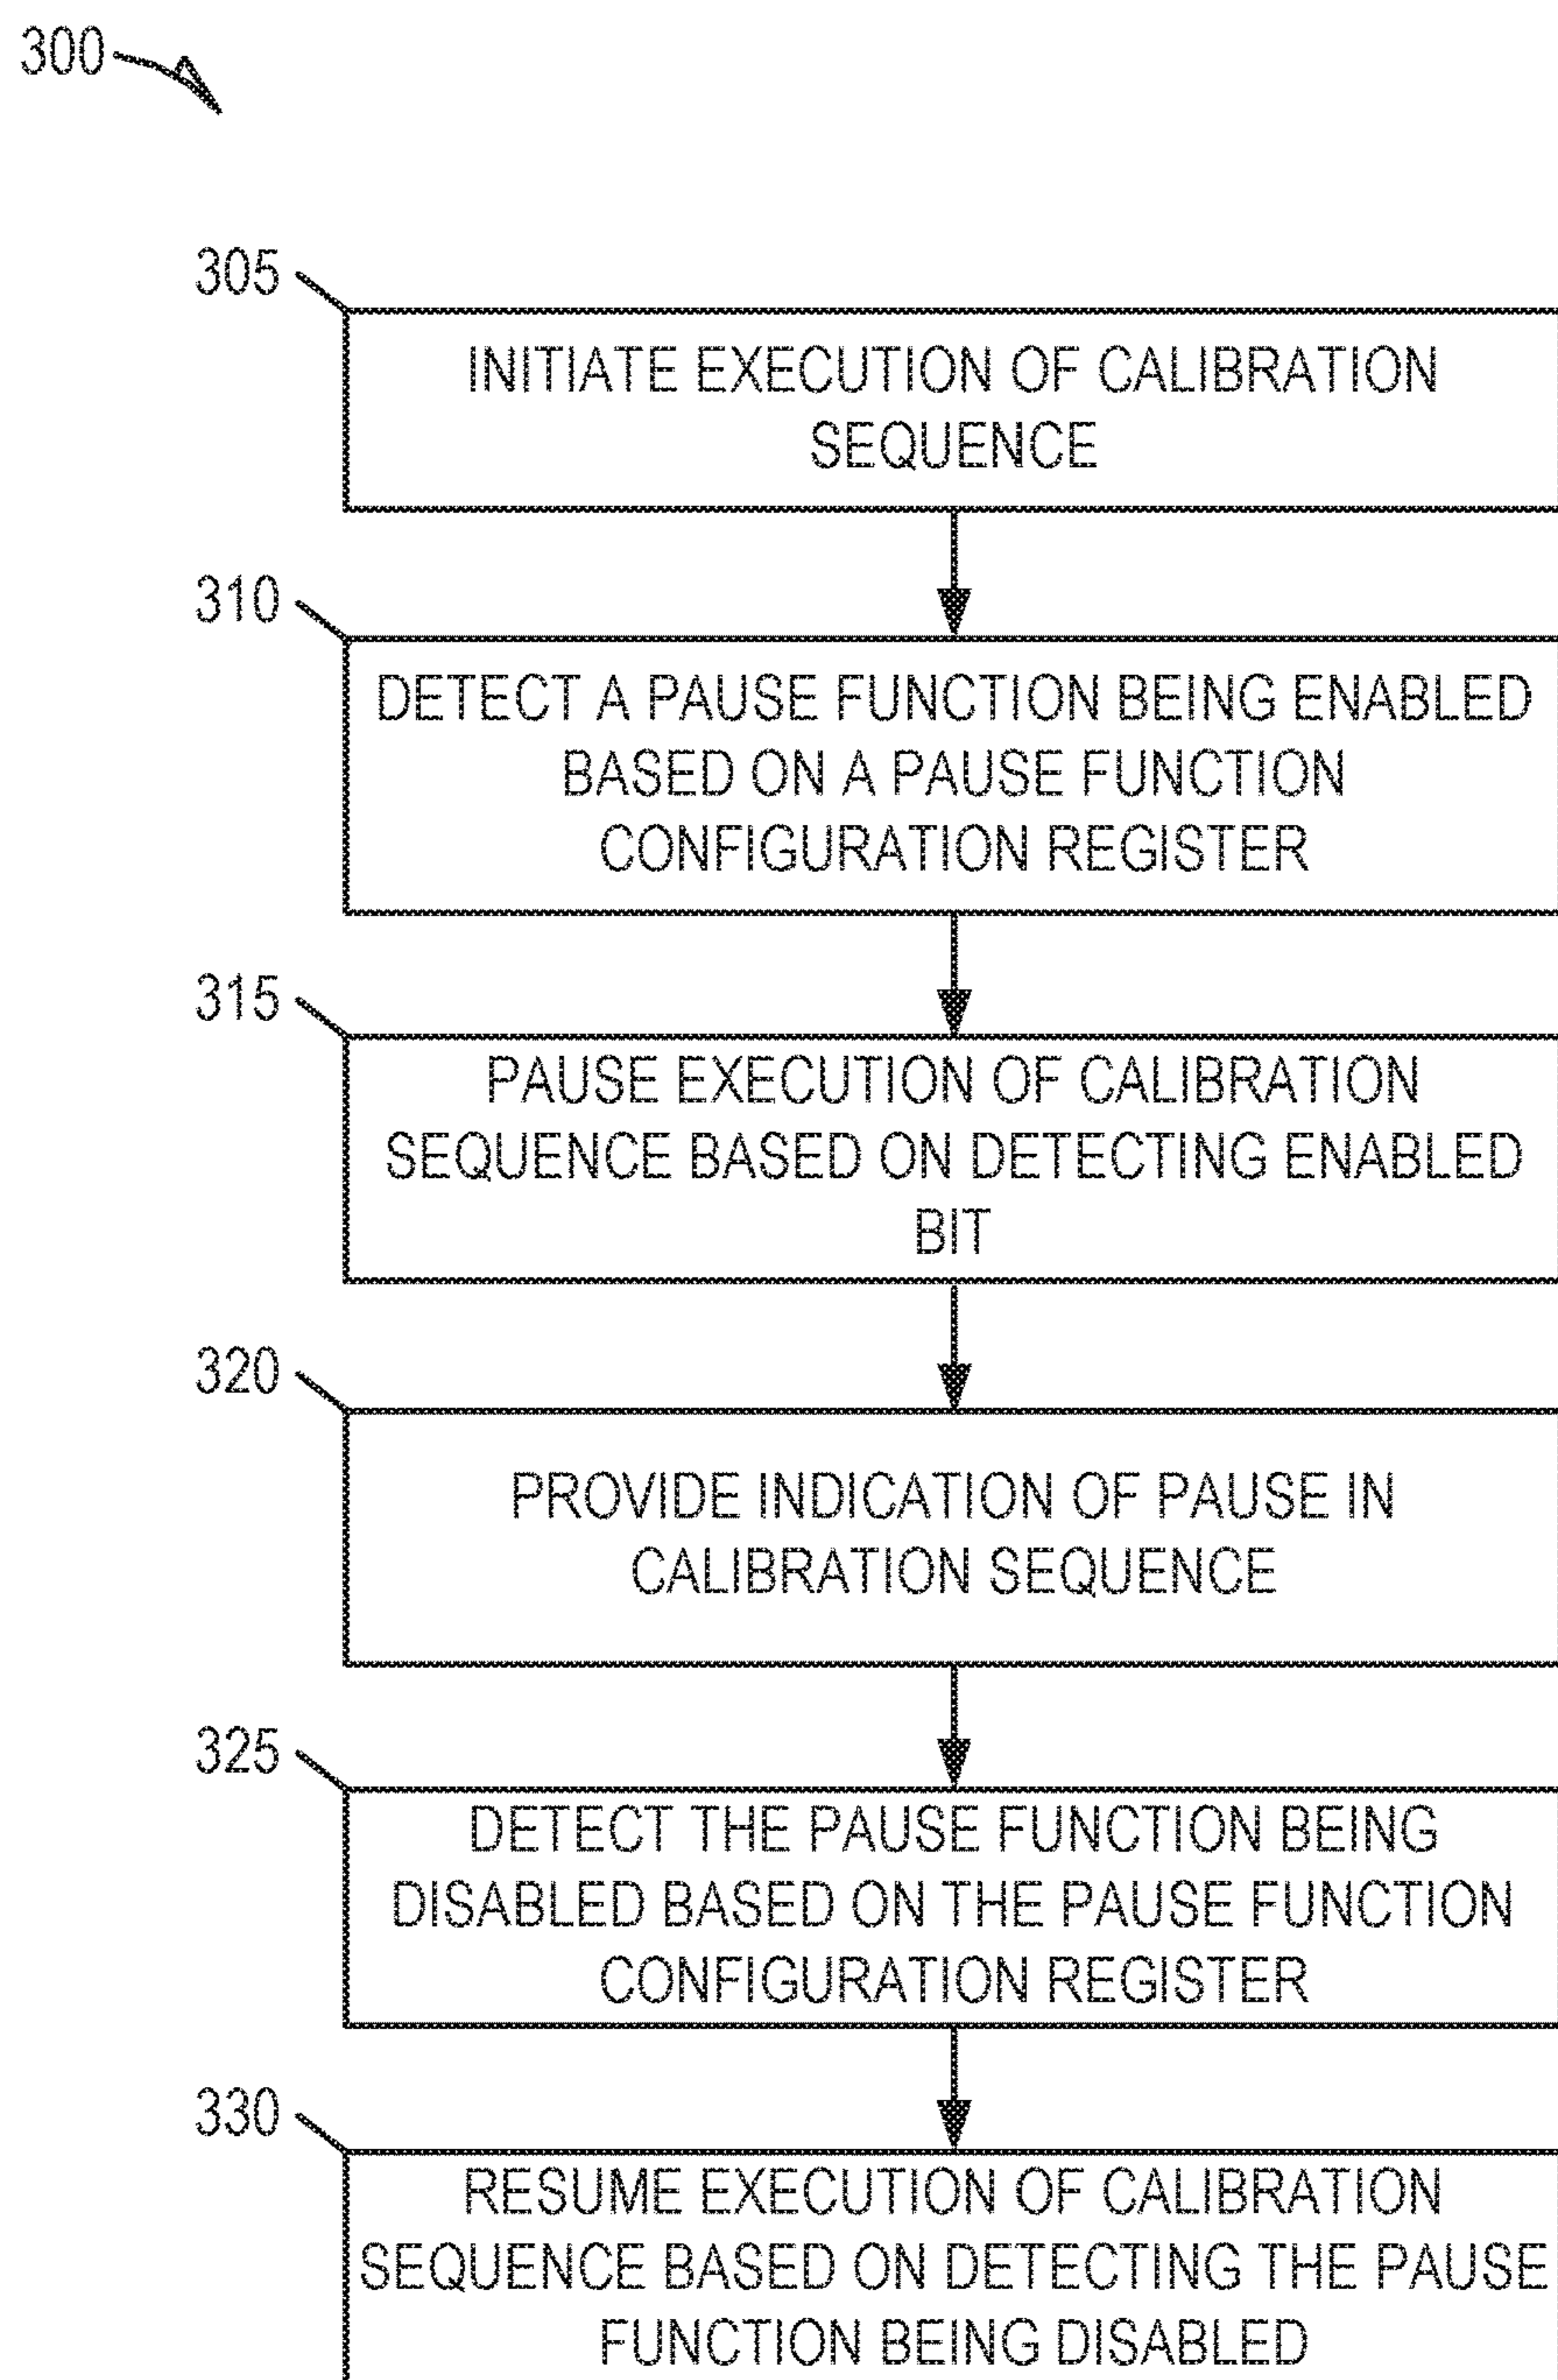 300
305
INITIATE EXECUTION OF CALIBRATION
SEQUENCE
310
DETECT A PAUSE FUNCTION BEING ENABLED
BASED ON A PAUSE FUNCTION
CONFIGURATION REGISTER
315
PAUSE EXECUTION OF CALIBRATION
SEQUENCE BASED ON DETECTING ENABLED
BIT
320
PROVIDE INDICATION OF PAUSE IN
CALIBRATION SEQUENCE
325
DETECT THE PAUSE FUNCTION BEING
DISABLED BASED ON THE PAUSE FUNCTION
CONFIGURATION REGISTER
330
RESUME EXECUTION OF CALIBRATION
SEQUENCE BASED ON DETECTING THE PAUSE
FUNCTION BEING DISABLED